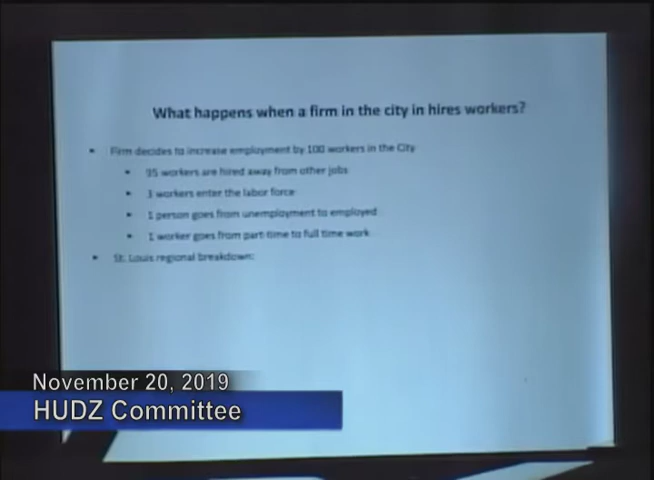 What happens when a firm in the city in hires workers?
• Firm decides to increase employment by 100 workers in the City
• 95 workers are hired away from other jobs
• 3 workers enter the labor force
• 1 person goes from unemployment to employed
• 1 worker goes from part-time to full time work
• St. Louis regional breakdown:
November 20, 2019
HUDZ Committee